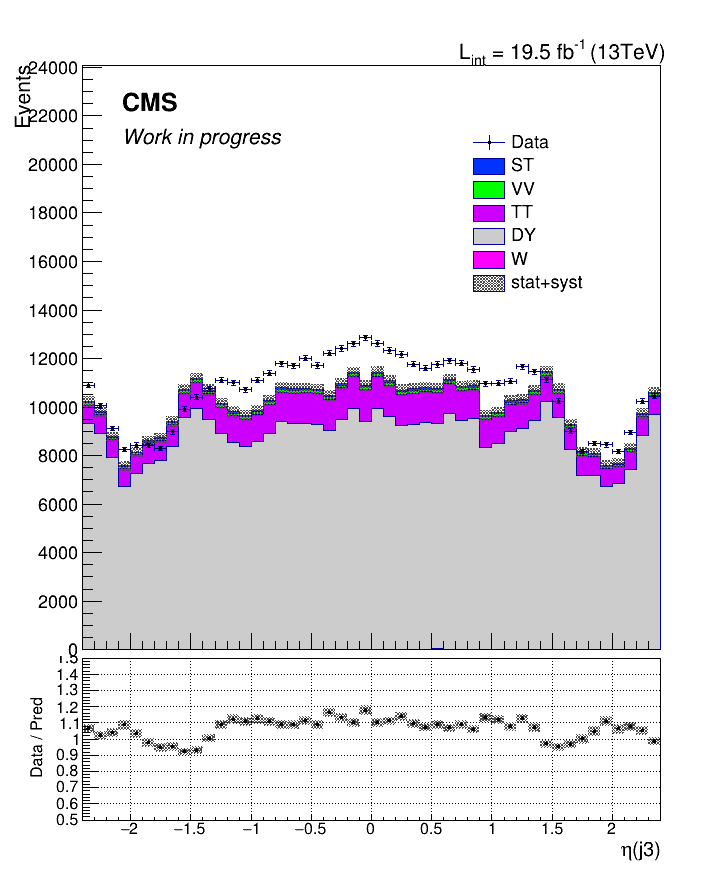 L_int = 19.5 fb^-1 (13TeV)
Events
24000
22000
20000
18000
16000
14000
12000
10000
8000
6000
4000
2000
0
CMS
Work in progress
Data
ST
VV
TT
DY
W
stat+syst
Data / Pred
1.5
1.4
1.3
1.2
1.1
1
0.9
0.8
0.7
0.6
0.5
−2 −1.5 −1 −0.5 0 0.5 1 1.5 2
η(j3)